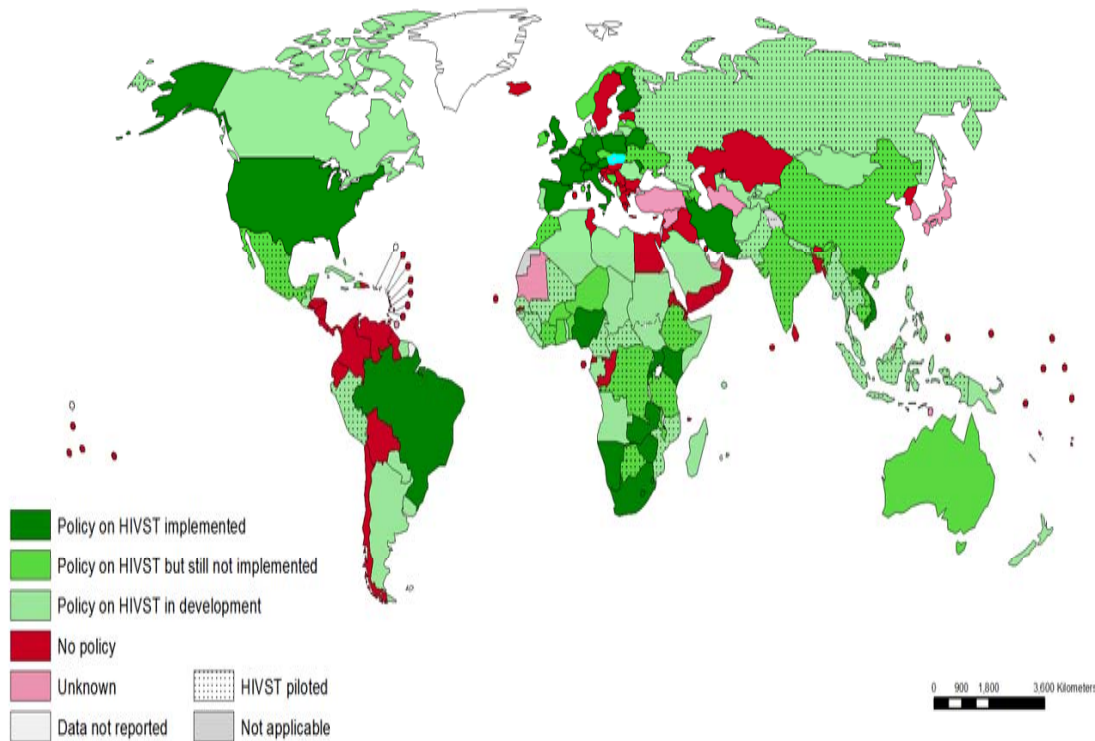 Policy on HIVST implemented
Policy on HIVST but still not implemented
Policy on HIVST in development
No policy
Unknown
HIVST piloted
Data not reported
Not applicable
0 900 1,800 3,600 Kilometers